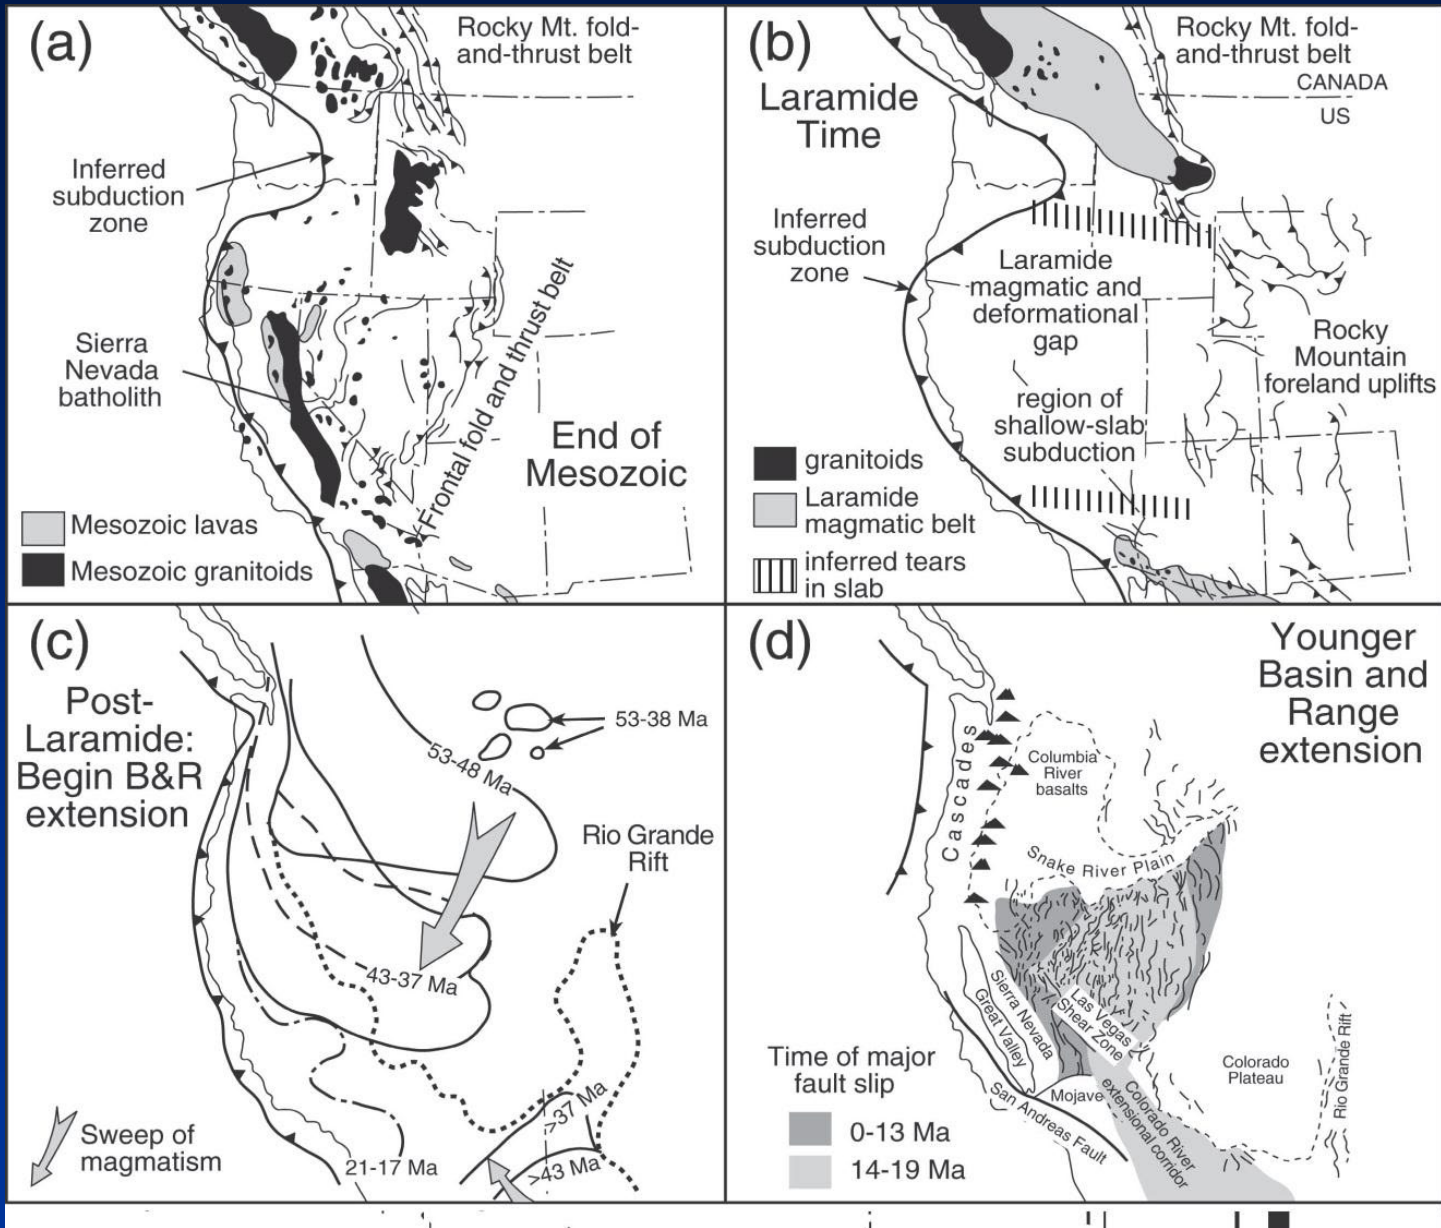 (a)
Rocky Mt. fold-
and-thrust belt
Inferred
subduction
zone
Sierra
Nevada
batholith
Frontal fold and thrust belt
End of
Mesozoic
Mesozoic lavas
Mesozoic granitoids
(b)
Rocky Mt. fold-
and-thrust belt
CANADA
US
Laramide
Time
Inferred
subduction
zone
Laramide
magmatic and
deformational
gap
region of
shallow-slab
subduction
Rocky
Mountain
foreland uplifts
granitoids
Laramide
magmatic belt
inferred tears
in slab
(c)
Post-
Laramide:
Begin B&R
extension
53-38 Ma
53-48 Ma
Rio Grande
Rift
43-37 Ma
>37 Ma
>43 Ma
21-17 Ma
Sweep of
magmatism
(d)
Younger
Basin and
Range
extension
Cascades
Columbia
River
basalts
Snake River Plain
Sierra Nevada
Great Valley
Las Vegas
Shear Zone
Mojave
San Andreas Fault
Colorado River
extensional corridor
Colorado
Plateau
Rio Grande Rift
Time of major
fault slip
0-13 Ma
14-19 Ma